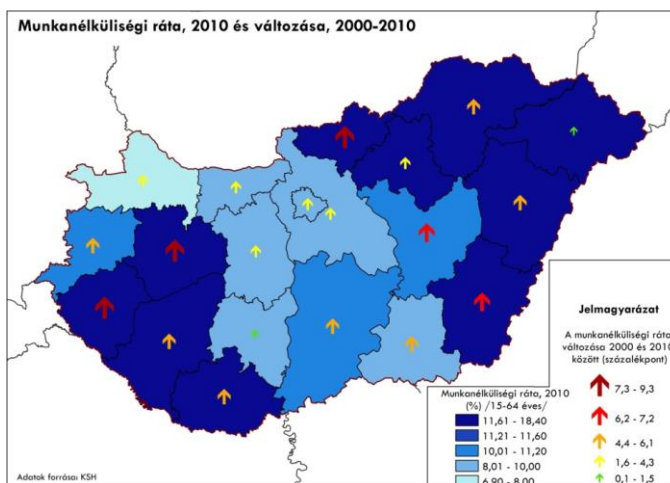 Munkanélküliségi ráta, 2010 és változása, 2000-2010
Munkanélküliségi ráta, 2010
(%) /15-64 éves/
11,61 - 18,40
11,21 - 11,60
10,01 - 11,20
8,01 - 10,00
6,90 - 8,00
Jelmagyarázat
A munkanélküliségi ráta
változása 2000 és 2010
között (százalékpont)
7,3 - 9,3
6,2 - 7,2
4,4 - 6,1
1,6 - 4,3
0,1 - 1,5
Adatok forrása: KSH